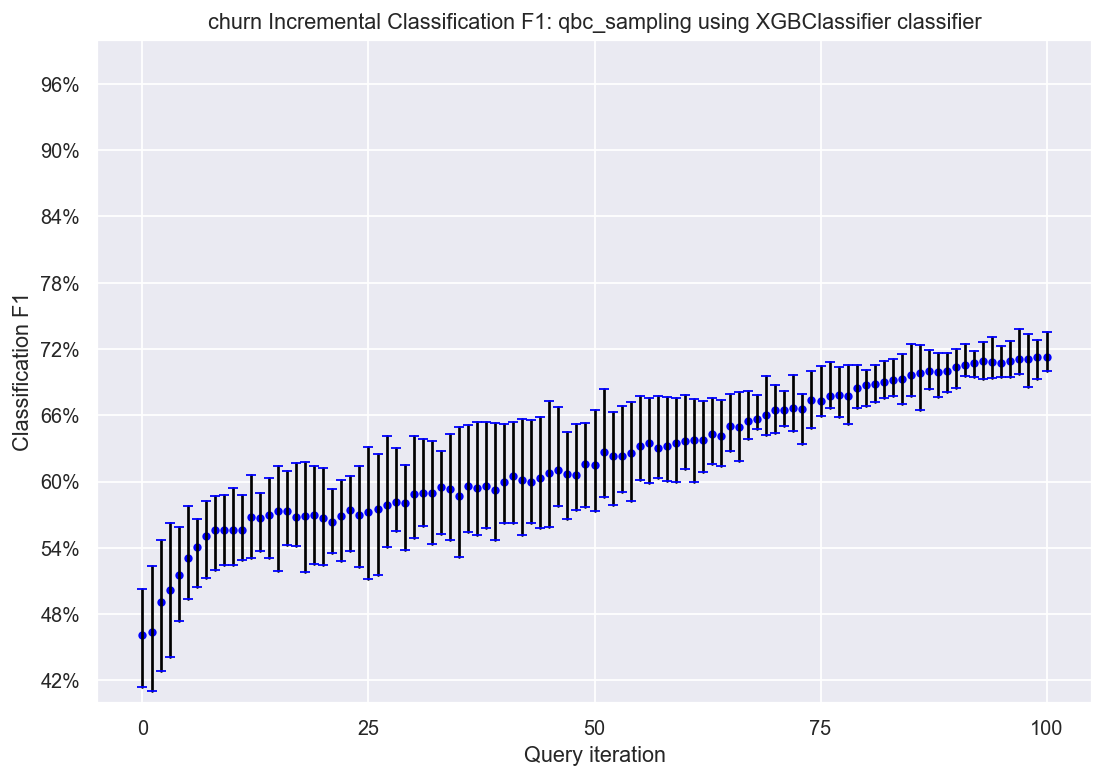 churn Incremental Classification F1: qbc_sampling using XGBClassifier classifier
96%
90%
84%
78%
72%
66%
60%
54%
48%
42%
Classification F1
0 25 50 75 100
Query iteration